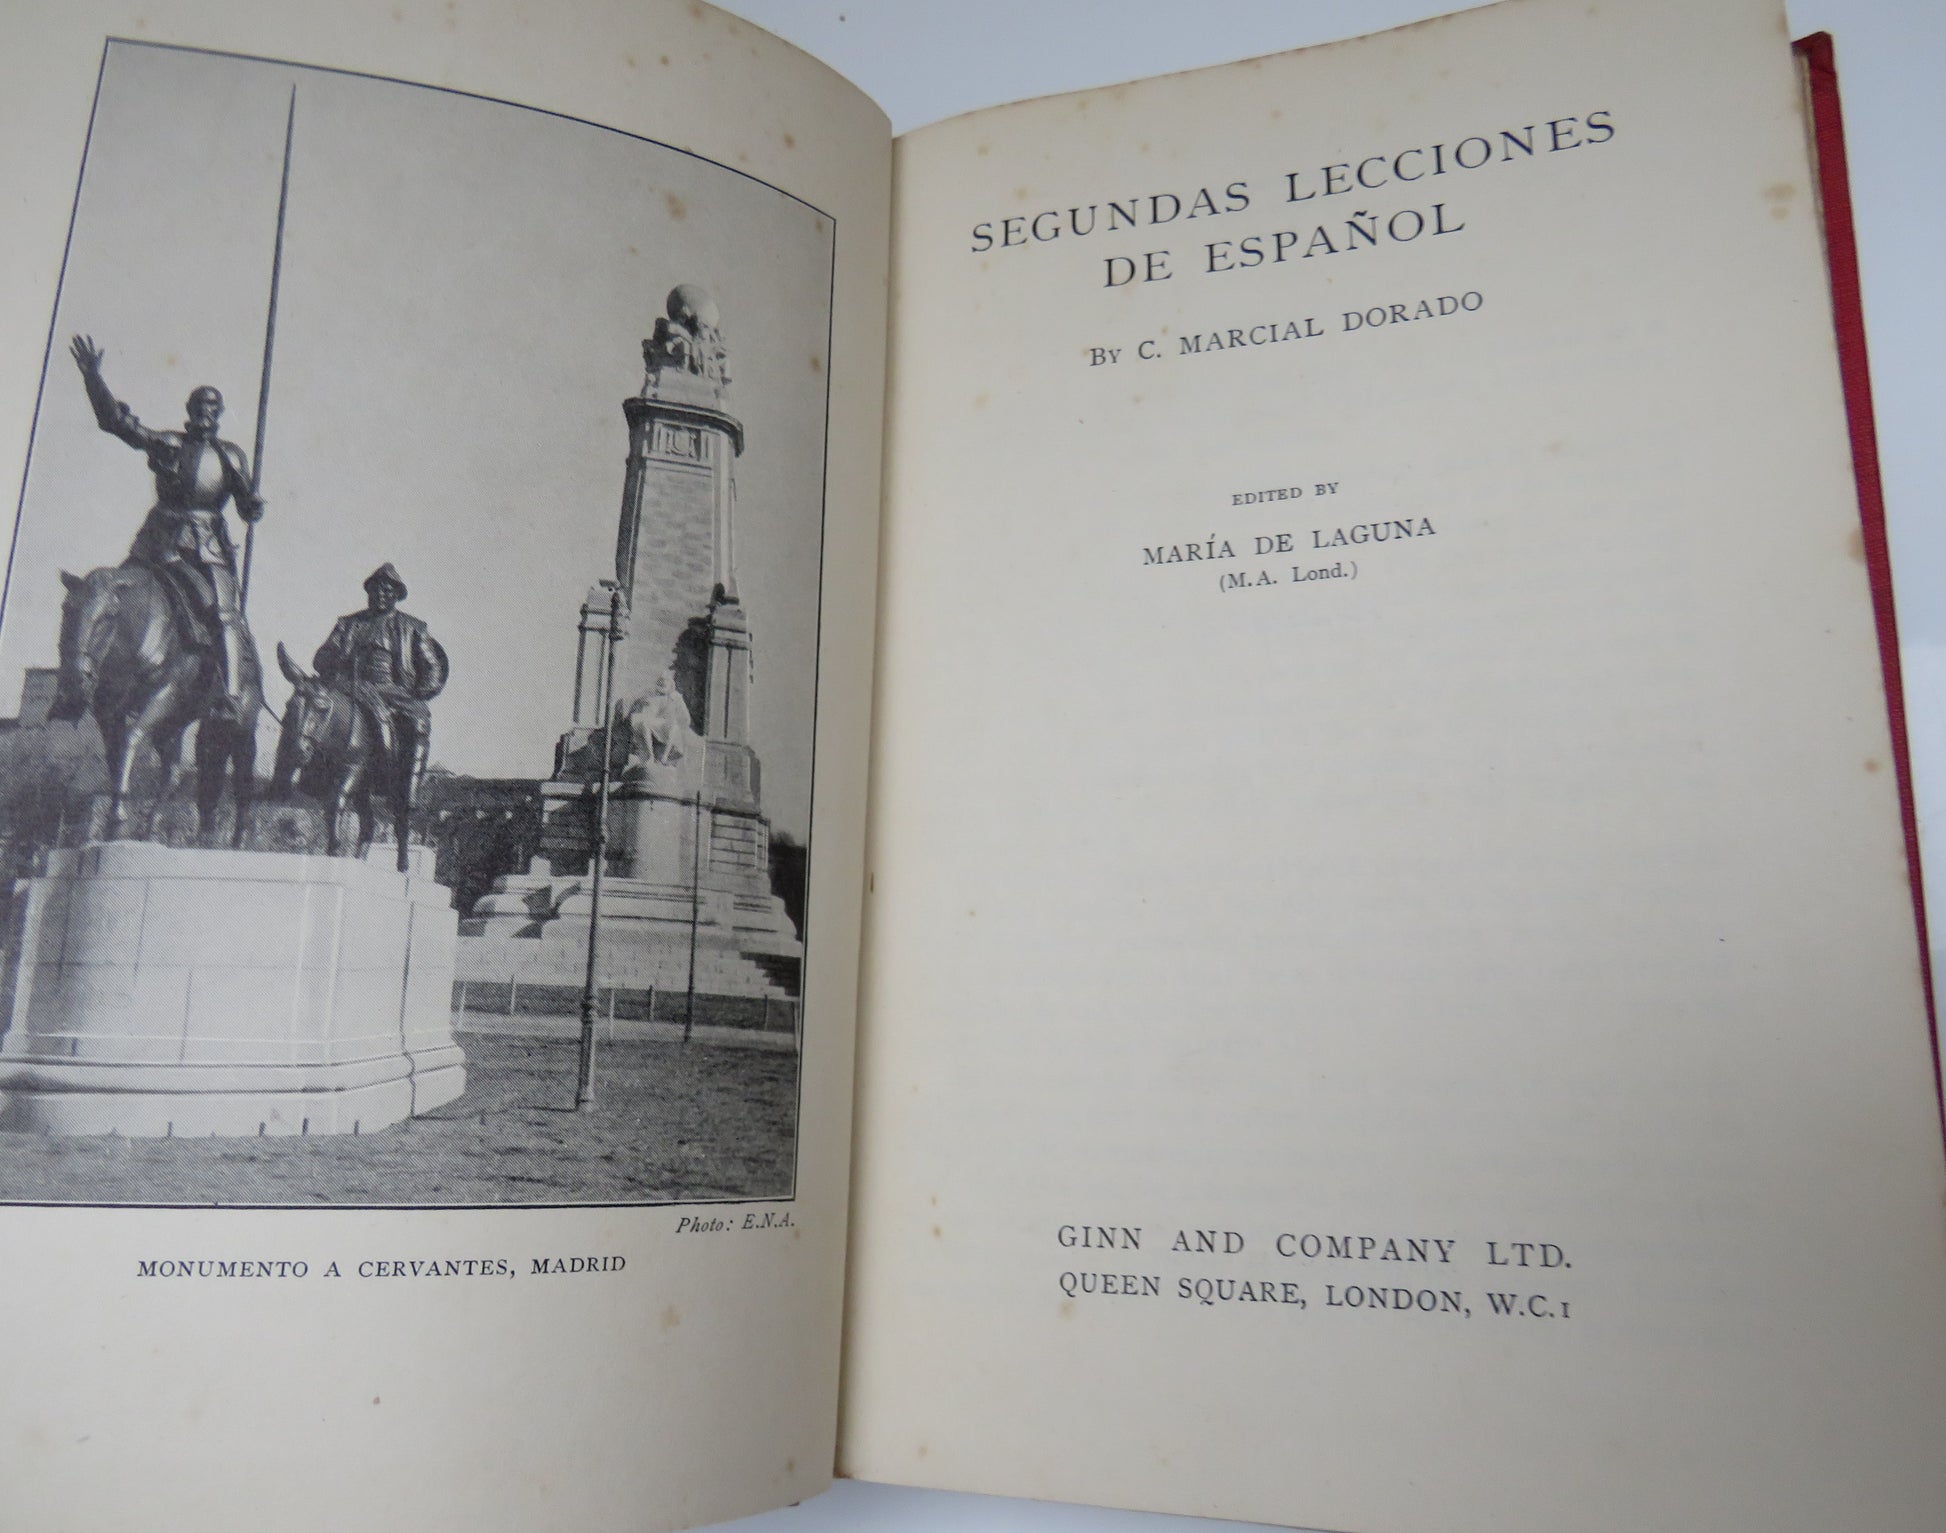 Photo: E.N.A.
MONUMENTO A CERVANTES, MADRID
SEGUNDAS LECCIONES
DE ESPAÑOL
BY C. MARCIAL DORADO
EDITED BY
MARÍA DE LAGUNA
(M.A. Lond.)
GINN AND COMPANY LTD.
QUEEN SQUARE, LONDON, W.C.1